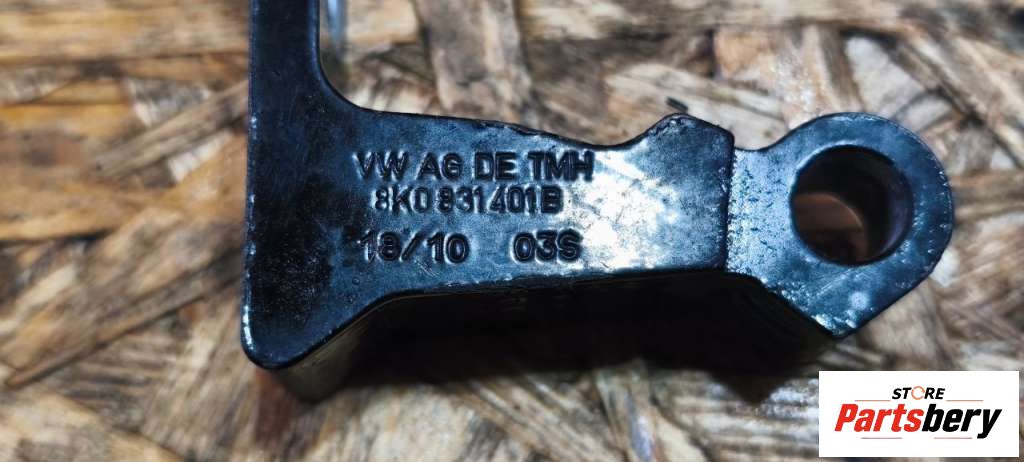 VW AG DE TMH
8K0 831 401 B
18/10 03S
STORE
Partsbery